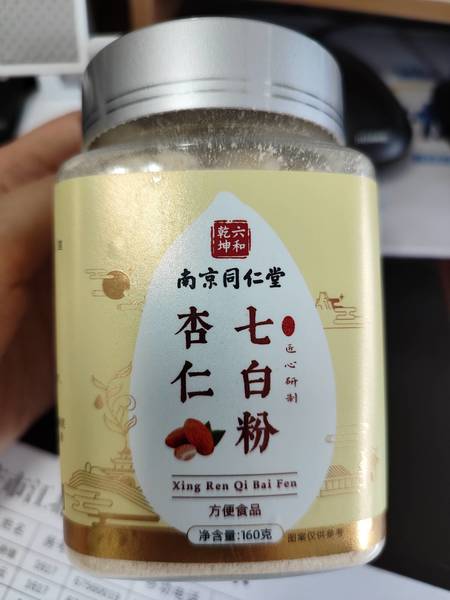 六和乾坤
南京同仁堂
七白粉
杏仁
匠心研制
Xing Ren Qi Bai Fen
方便食品
净含量:160克
图案仅供参考